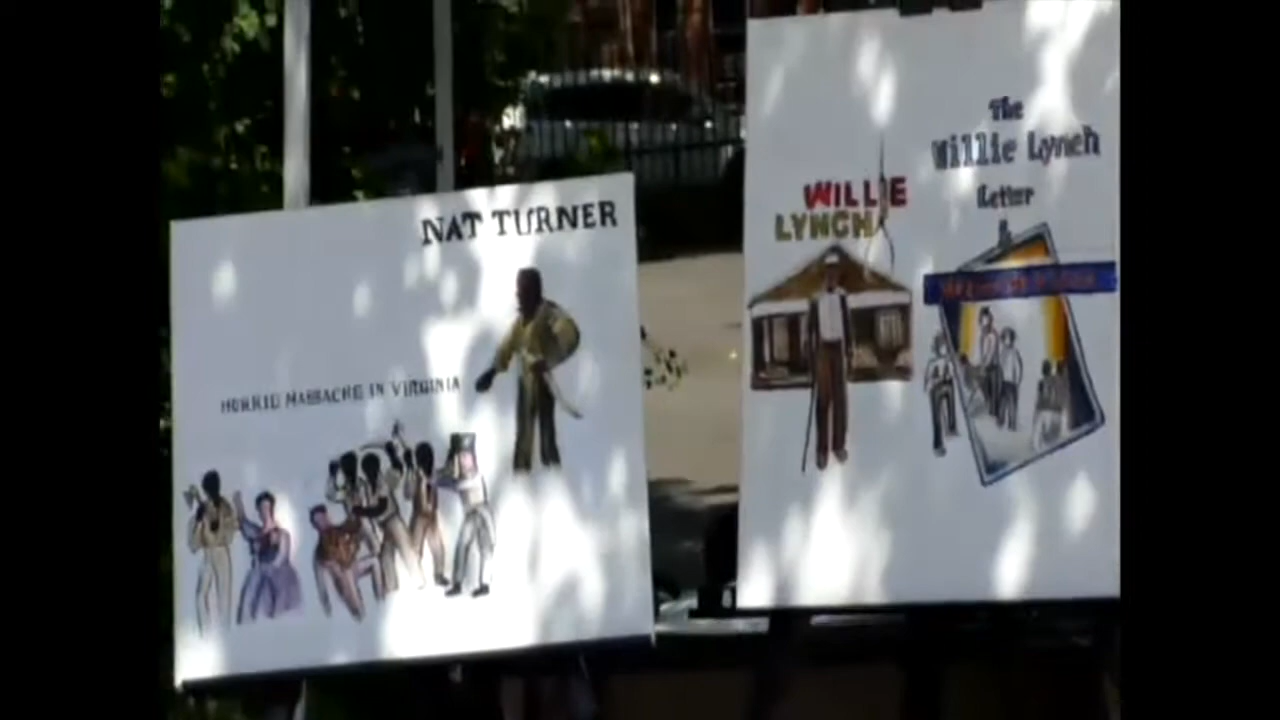 NAT TURNER
HORRID MASSACRE IN VIRGINIA
WILLIE
LYNCH
The
Willie Lynch
Letter
&